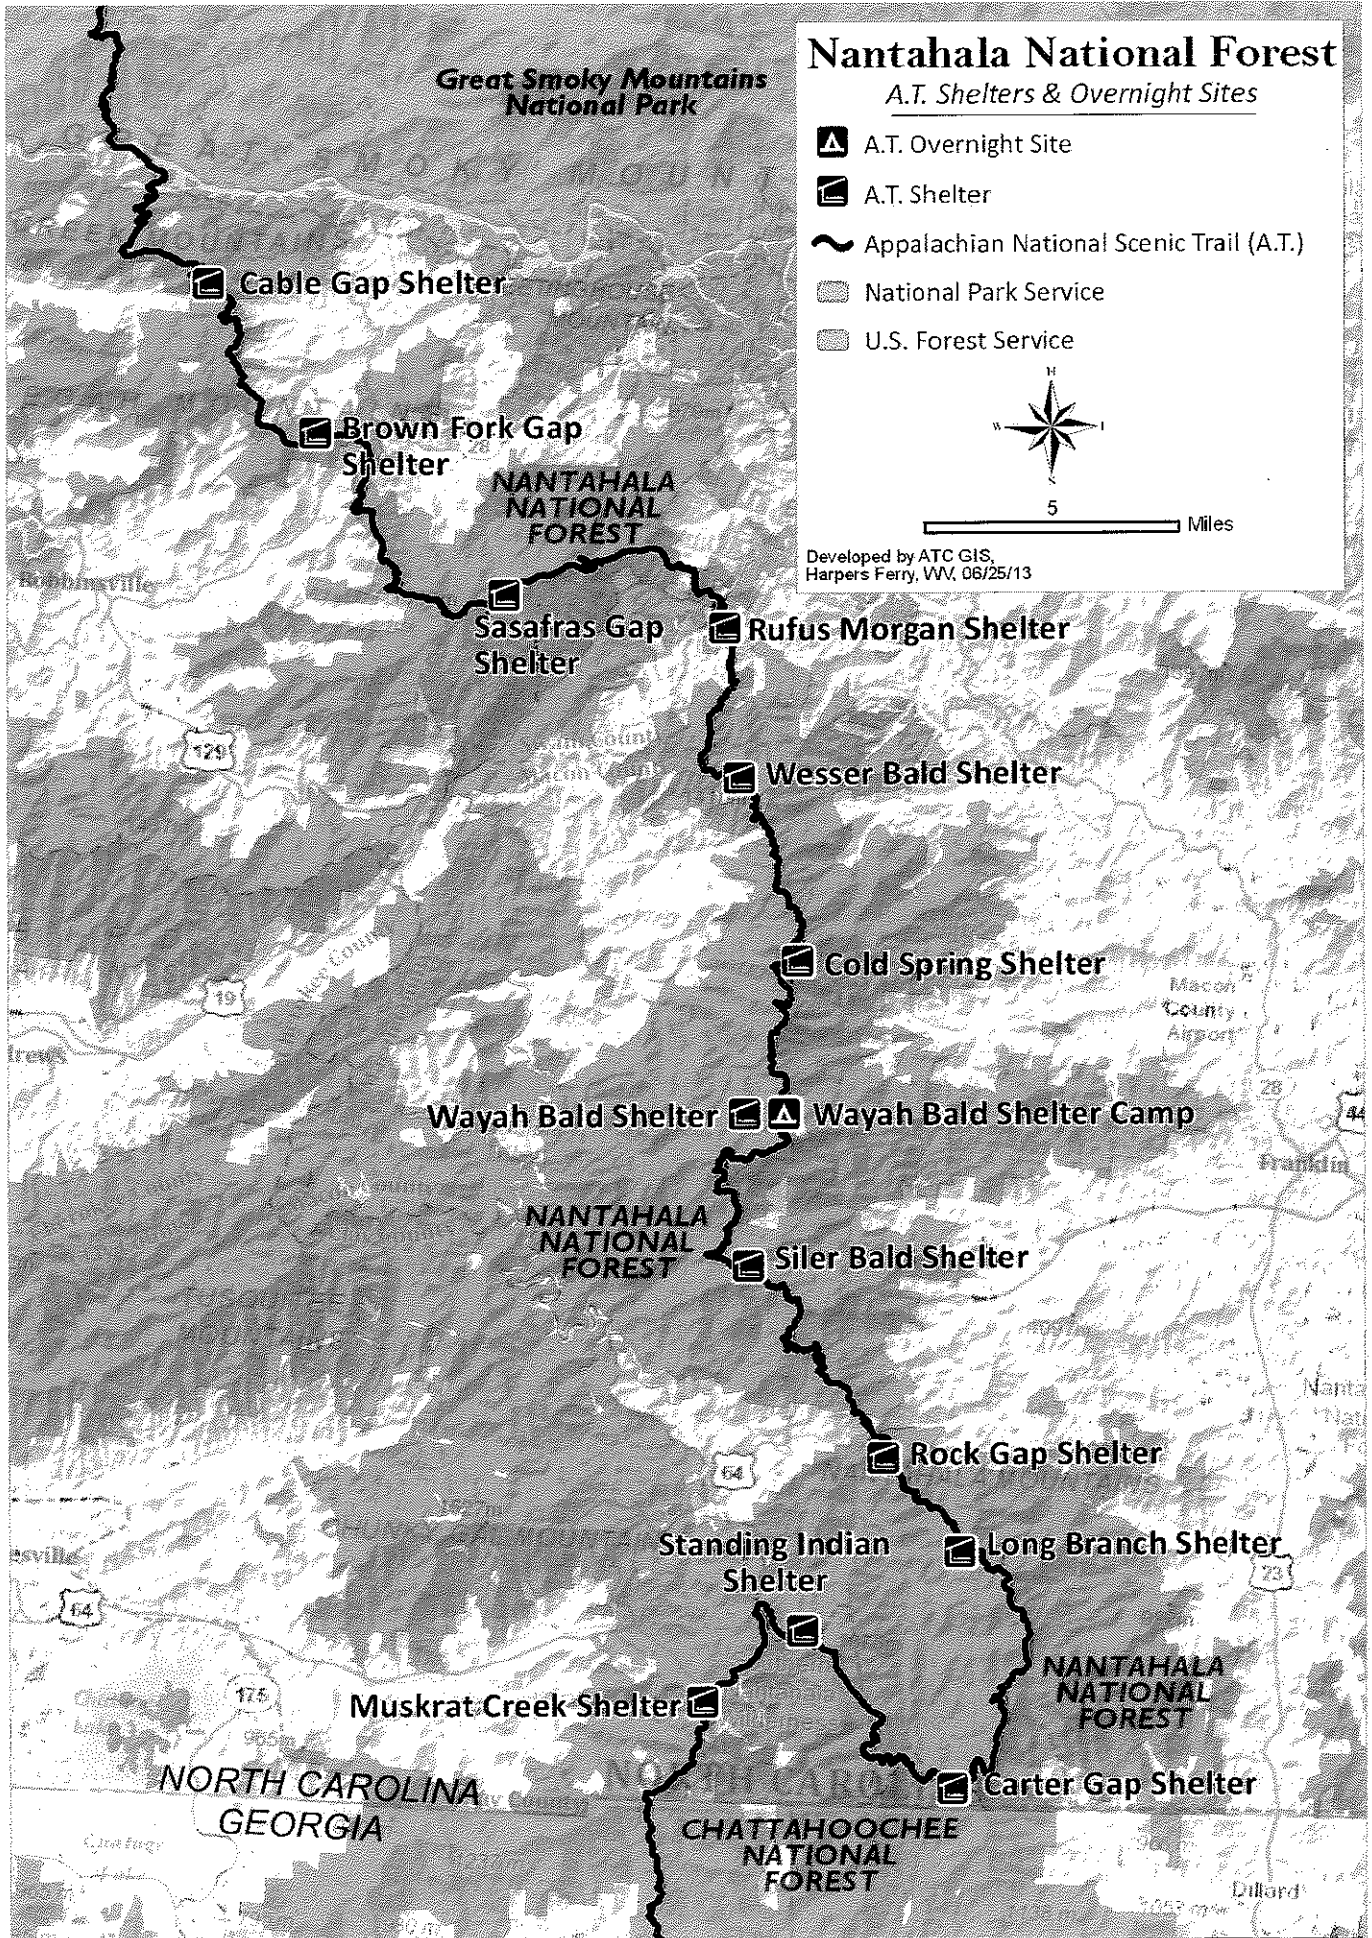 Great Smoky Mountains
National Park
Nantahala National Forest
A.T. Shelters & Overnight Sites
A.T. Overnight Site
A.T. Shelter
Appalachian National Scenic Trail (A.T.)
National Park Service
U.S. Forest Service
N
W
S
5
Miles
Developed by ATC GIS,
Harpers Ferry, WV, 06/25/13
Cable Gap Shelter
Brown Fork Gap
Shelter
28
NANTAHALA
NATIONAL
FOREST
Robbinsville
Sasafras Gap
Shelter
Rufus Morgan Shelter
129
Wesser Bald Shelter
Cold Spring Shelter
19
Macon
County
Airport
28
44
Wayah Bald Shelter
Wayah Bald Shelter Camp
Franklin
NANTAHALA
NATIONAL
FOREST
Siler Bald Shelter
Rock Gap Shelter
64
Standing Indian
Shelter
Long Branch Shelter
23
esville
64
175
Muskrat Creek Shelter
NANTAHALA
NATIONAL
FOREST
NORTH CAROLINA
GEORGIA
Carter Gap Shelter
CHATTAHOOCHEE
NATIONAL
FOREST
Dillard